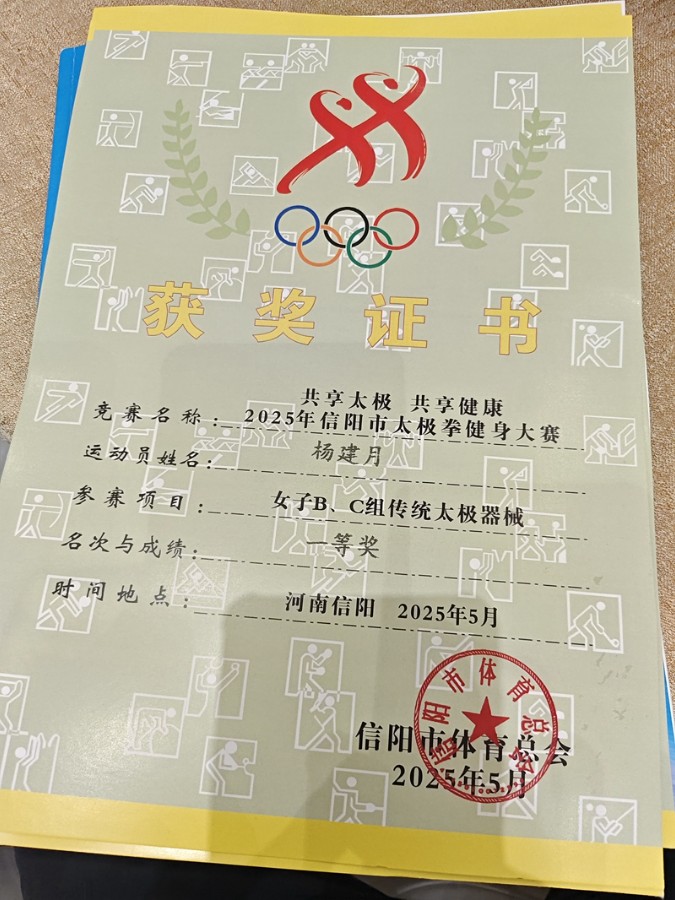 获奖证书
共享太极 共享健康
竞赛名称：2025年信阳市太极拳健身大赛
运动员姓名：杨建月
参赛项目：女子B、C组传统太极器械
名次与成绩：一等奖
时间地点：河南信阳 2025年5月
信阳市体育总会
信阳市体育总会
2025年5月